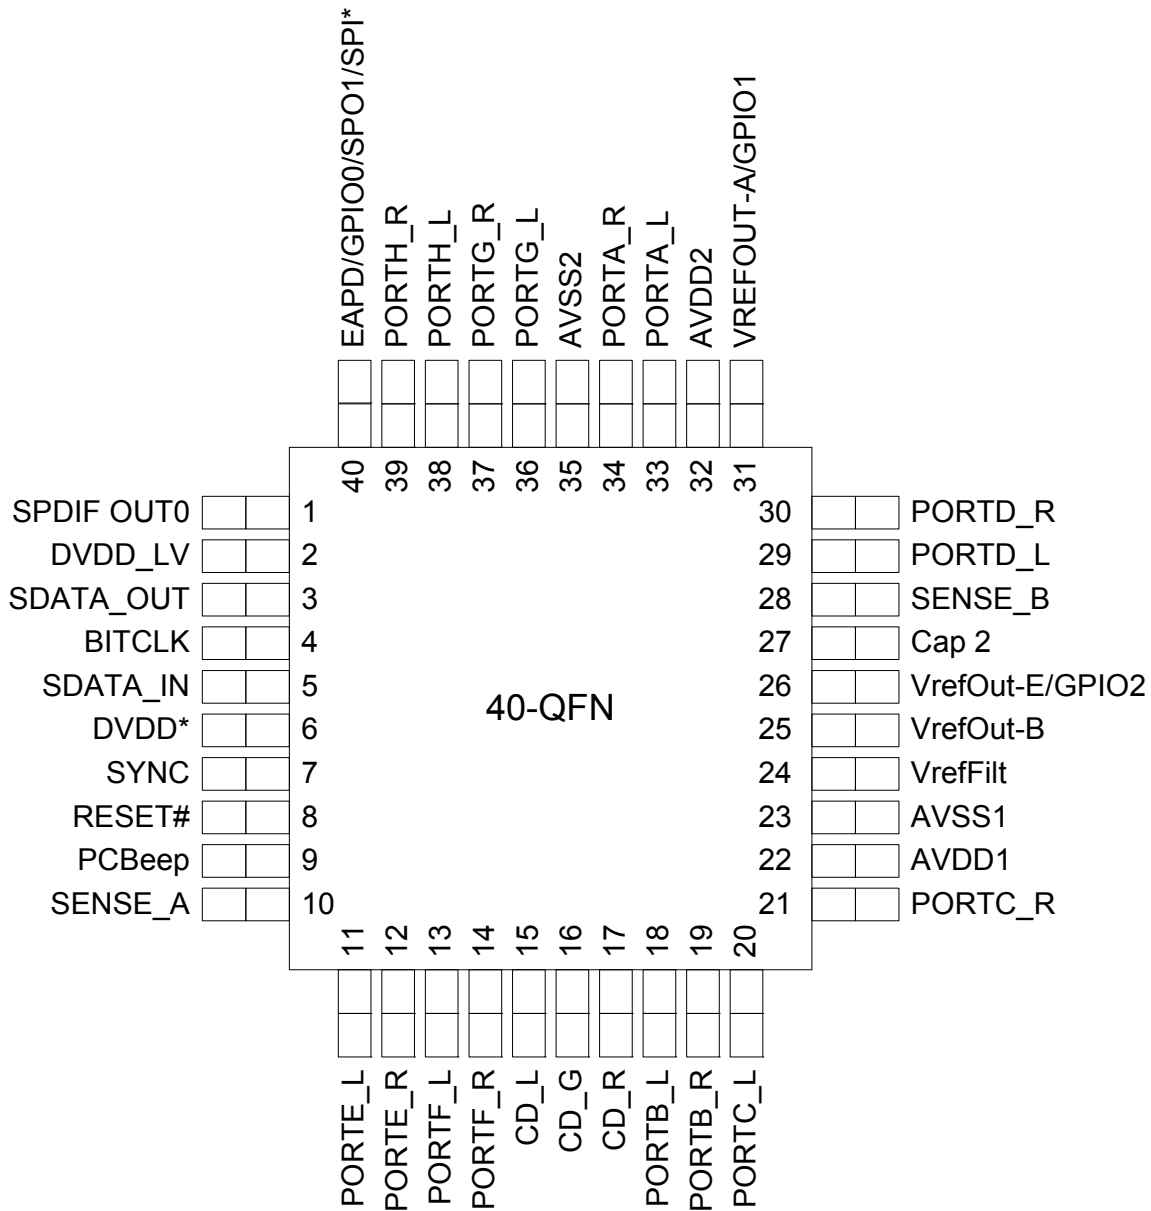 EAPD/GPIO0/SPO1/SPI*
PORTH_R
PORTH_L
PORTG_R
PORTG_L
AVSS2
PORTA_R
PORTA_L
AVDD2
VREFOUT-A/GPIO1
40
39
38
37
36
35
34
33
32
31
SPDIF OUT0 1
DVDD_LV 2
SDATA_OUT 3
BITCLK 4
SDATA_IN 5
DVDD* 6
SYNC 7
RESET# 8
PCBeep 9
SENSE_A 10
40-QFN
30 PORTD_R
29 PORTD_L
28 SENSE_B
27 Cap 2
26 VrefOut-E/GPIO2
25 VrefOut-B
24 VrefFilt
23 AVSS1
22 AVDD1
21 PORTC_R
11
12
13
14
15
16
17
18
19
20
PORTE_L
PORTE_R
PORTF_L
PORTF_R
CD_L
CD_G
CD_R
PORTB_L
PORTB_R
PORTC_L